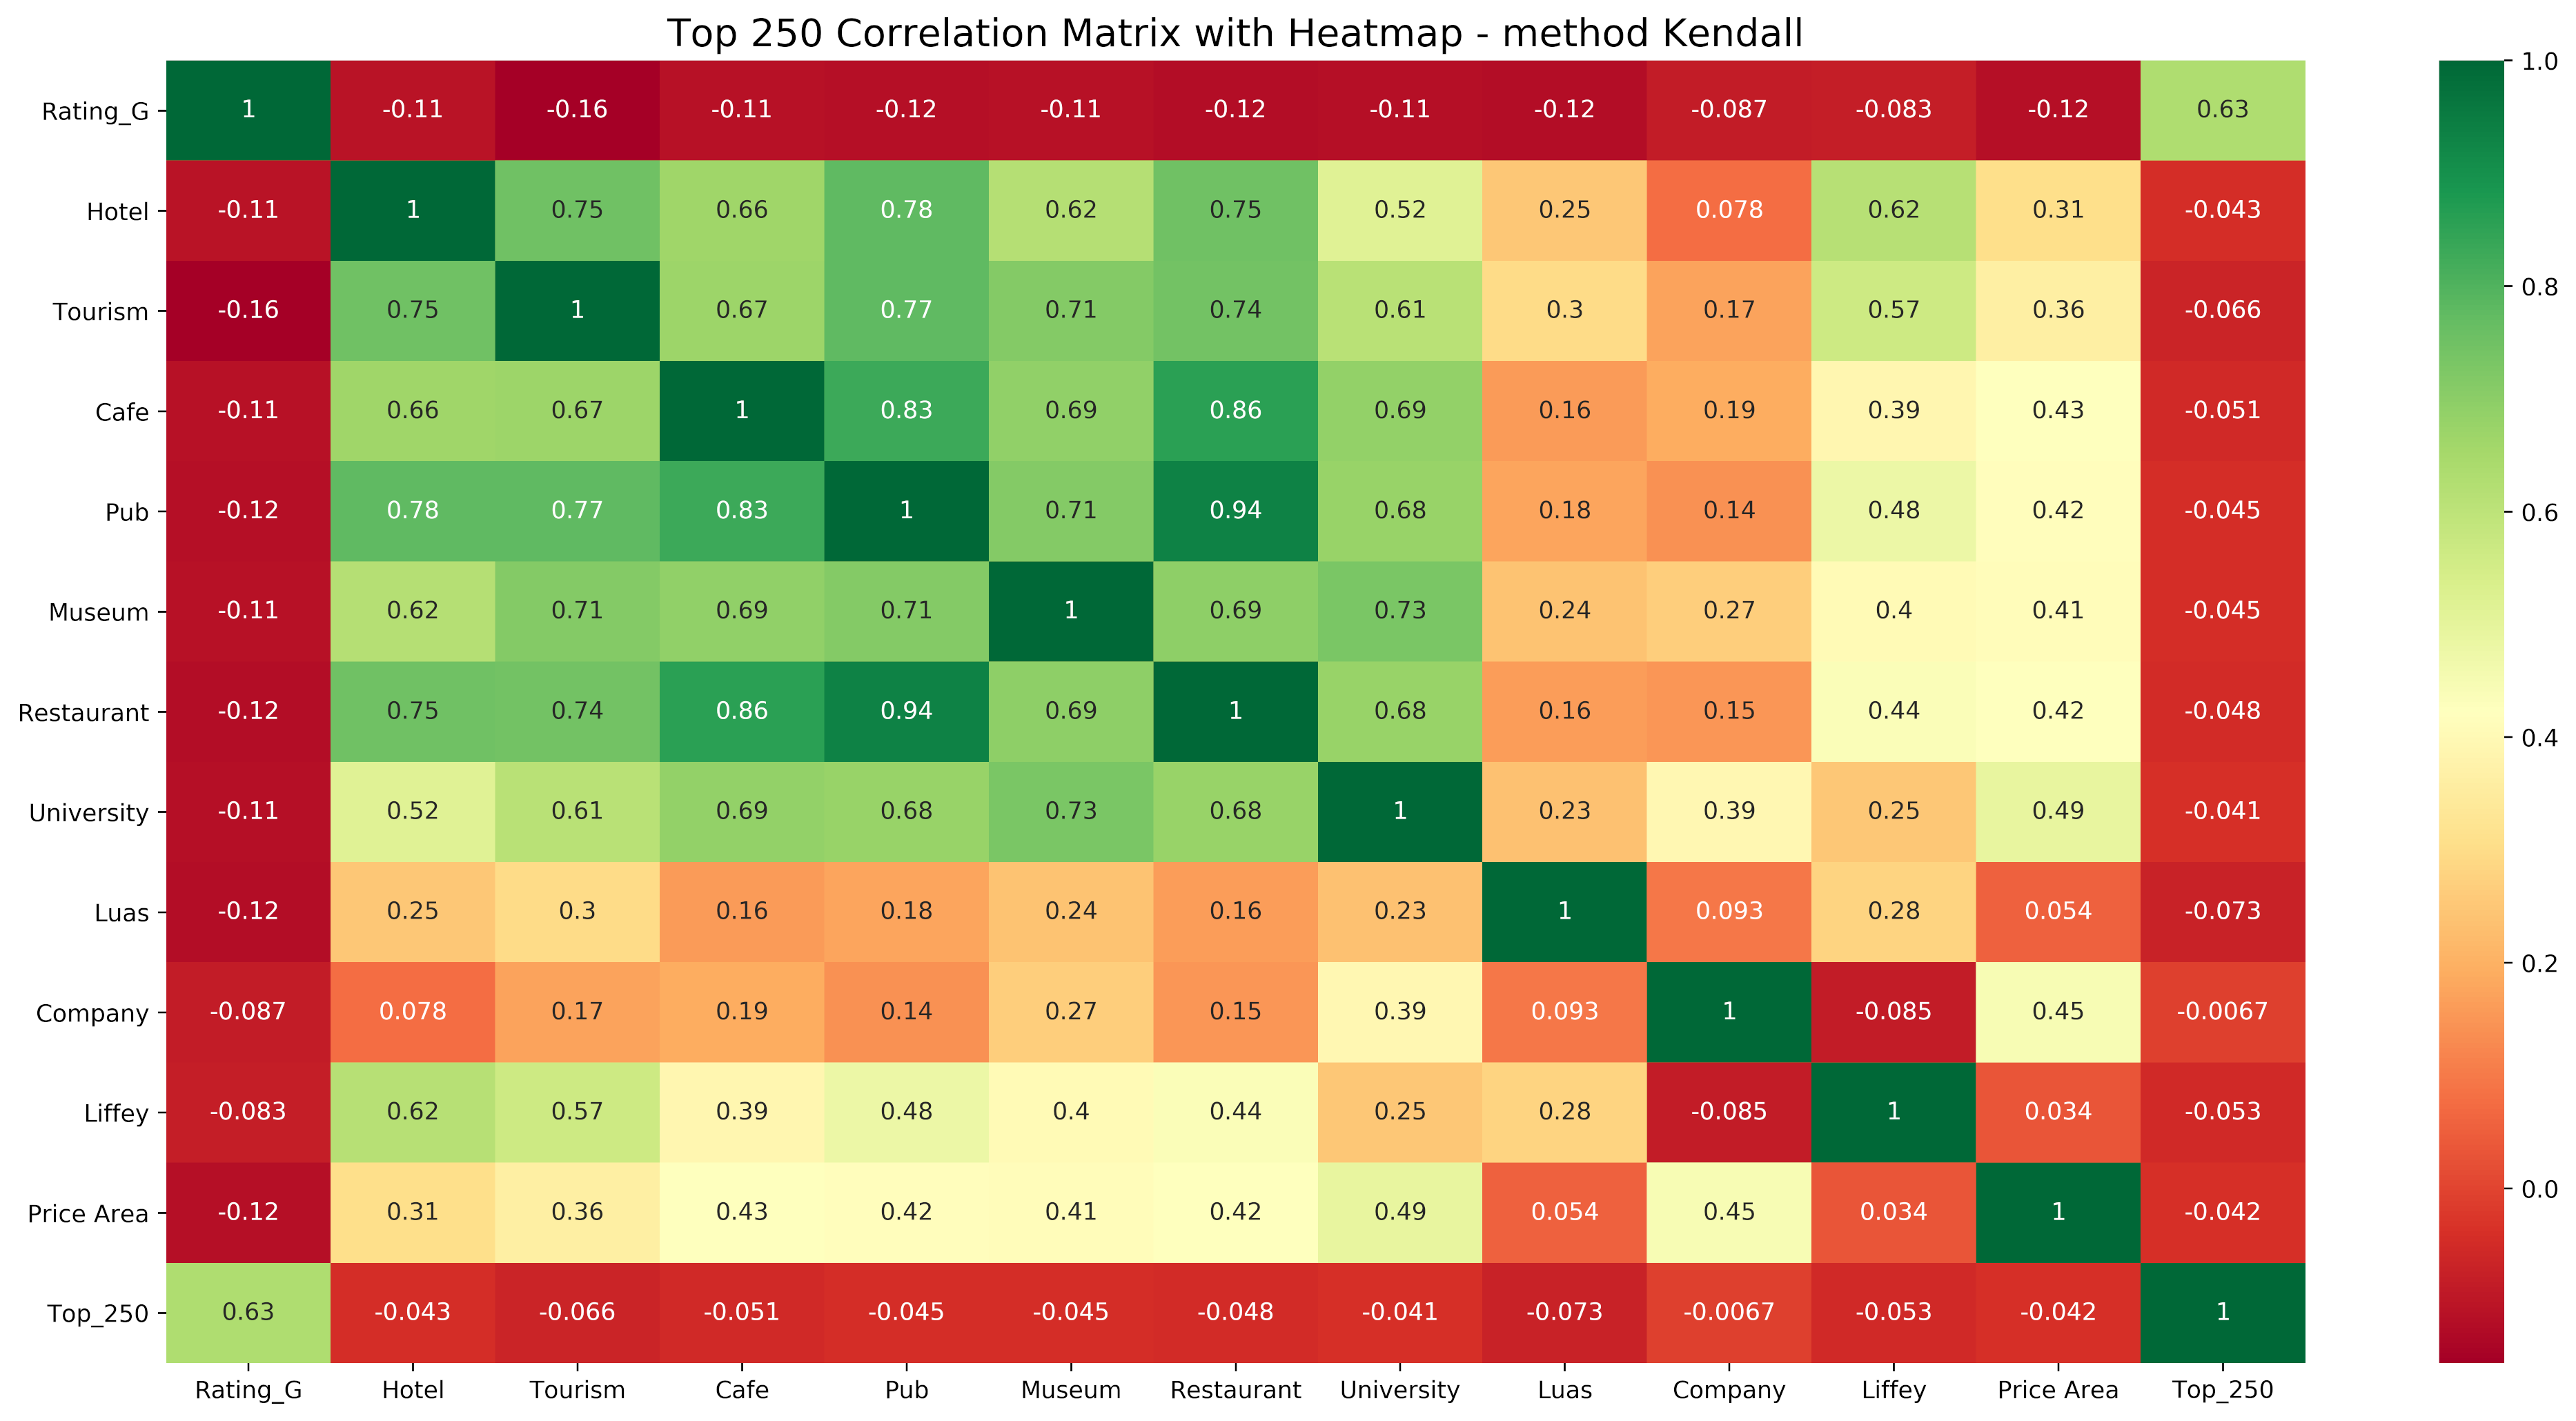 Top 250 Correlation Matrix with Heatmap - method Kendall
Rating_G 1 -0.11 -0.16 -0.11 -0.12 -0.11 -0.12 -0.11 -0.12 -0.087 -0.083 -0.12 0.63
Hotel -0.11 1 0.75 0.66 0.78 0.62 0.75 0.52 0.25 0.078 0.62 0.31 -0.043
Tourism -0.16 0.75 1 0.67 0.77 0.71 0.74 0.61 0.3 0.17 0.57 0.36 -0.066
Cafe -0.11 0.66 0.67 1 0.83 0.69 0.86 0.69 0.16 0.19 0.39 0.43 -0.051
Pub -0.12 0.78 0.77 0.83 1 0.71 0.94 0.68 0.18 0.14 0.48 0.42 -0.045
Museum -0.11 0.62 0.71 0.69 0.71 1 0.69 0.73 0.24 0.27 0.4 0.41 -0.045
Restaurant -0.12 0.75 0.74 0.86 0.94 0.69 1 0.68 0.16 0.15 0.44 0.42 -0.048
University -0.11 0.52 0.61 0.69 0.68 0.73 0.68 1 0.23 0.39 0.25 0.49 -0.041
Luas -0.12 0.25 0.3 0.16 0.18 0.24 0.16 0.23 1 0.093 0.28 0.054 -0.073
Company -0.087 0.078 0.17 0.19 0.14 0.27 0.15 0.39 0.093 1 -0.085 0.45 -0.0067
Liffey -0.083 0.62 0.57 0.39 0.48 0.4 0.44 0.25 0.28 -0.085 1 0.034 -0.053
Price Area -0.12 0.31 0.36 0.43 0.42 0.41 0.42 0.49 0.054 0.45 0.034 1 -0.042
Top_250 0.63 -0.043 -0.066 -0.051 -0.045 -0.045 -0.048 -0.041 -0.073 -0.0067 -0.053 -0.042 1
Rating_G Hotel Tourism Cafe Pub Museum Restaurant University Luas Company Liffey Price Area Top_250
1.0
0.8
0.6
0.4
0.2
0.0